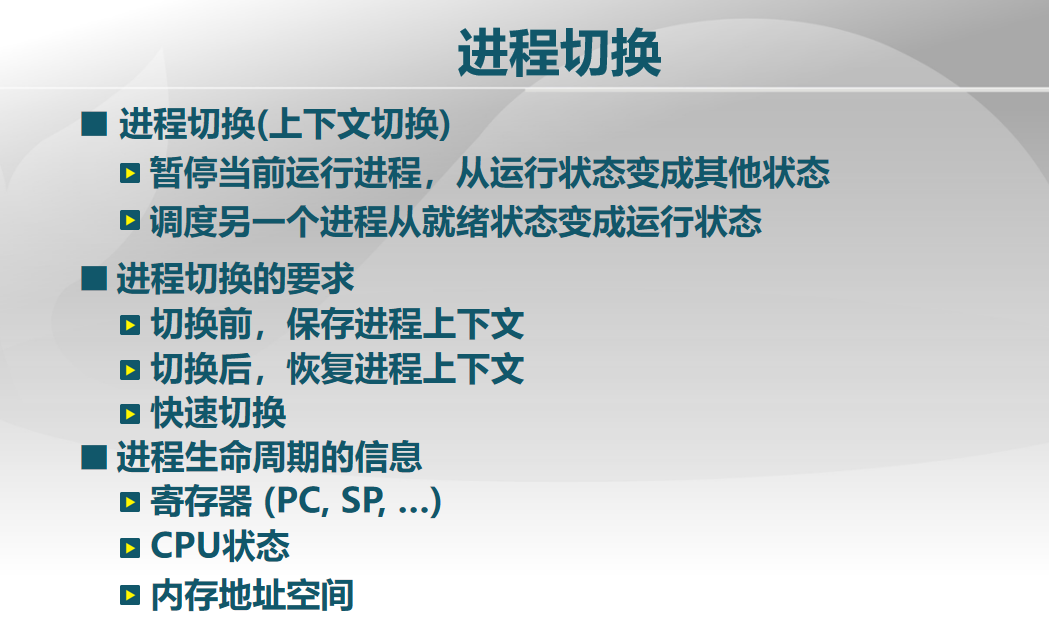 进程切换
进程切换(上下文切换)
暂停当前运行进程，从运行状态变成其他状态
调度另一个进程从就绪状态变成运行状态
进程切换的要求
切换前，保存进程上下文
切换后，恢复进程上下文
快速切换
进程生命周期的信息
寄存器 (PC, SP, …)
CPU状态
内存地址空间